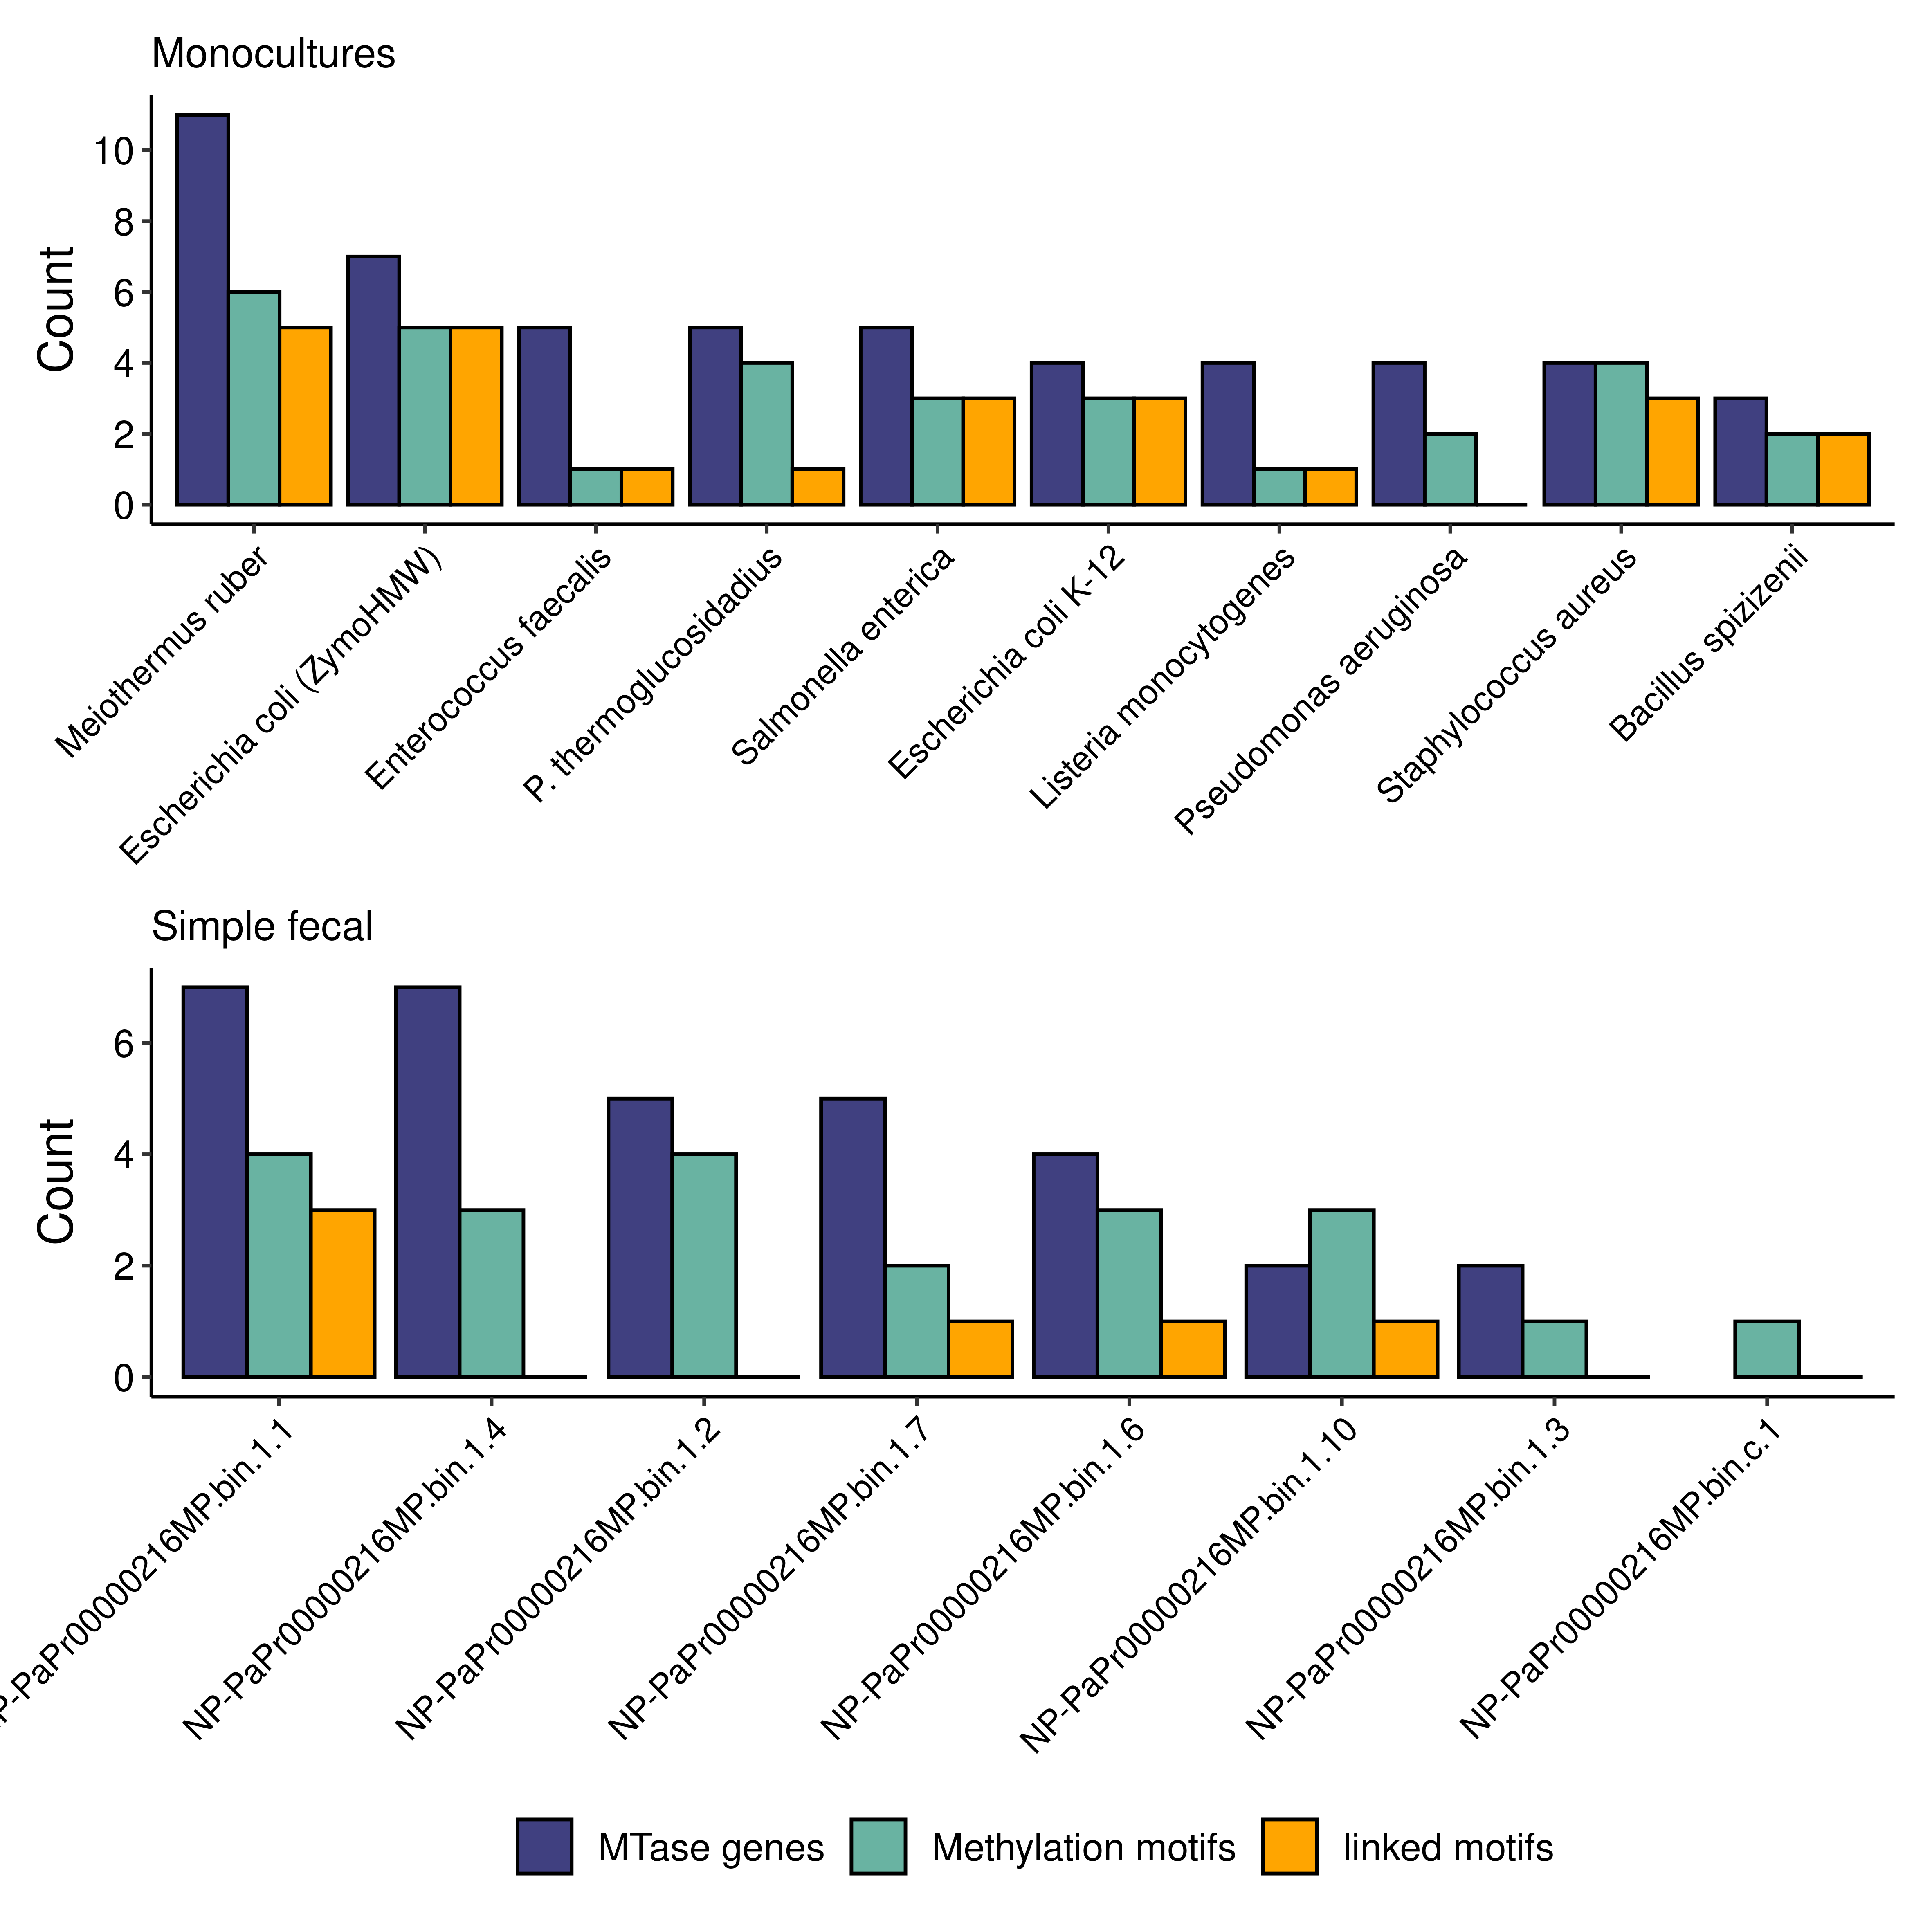 Monocultures
Count
10
8
6
4
2
0
Meiothermus ruber
Escherichia coli (ZymoHMW)
Enterococcus faecalis
P. thermoglucosidadius
Salmonella enterica
Escherichia coli K-12
Listeria monocytogenes
Pseudomonas aeruginosa
Staphylococcus aureus
Bacillus spizizenii
Simple fecal
Count
6
4
2
0
P-PaPr00000216MP.bin.1.1
NP-PaPr00000216MP.bin.1.4
NP-PaPr00000216MP.bin.1.2
NP-PaPr00000216MP.bin.1.7
NP-PaPr00000216MP.bin.1.6
NP-PaPr00000216MP.bin.1.10
NP-PaPr00000216MP.bin.1.3
NP-PaPr00000216MP.bin.c.1
MTase genes
Methylation motifs
linked motifs